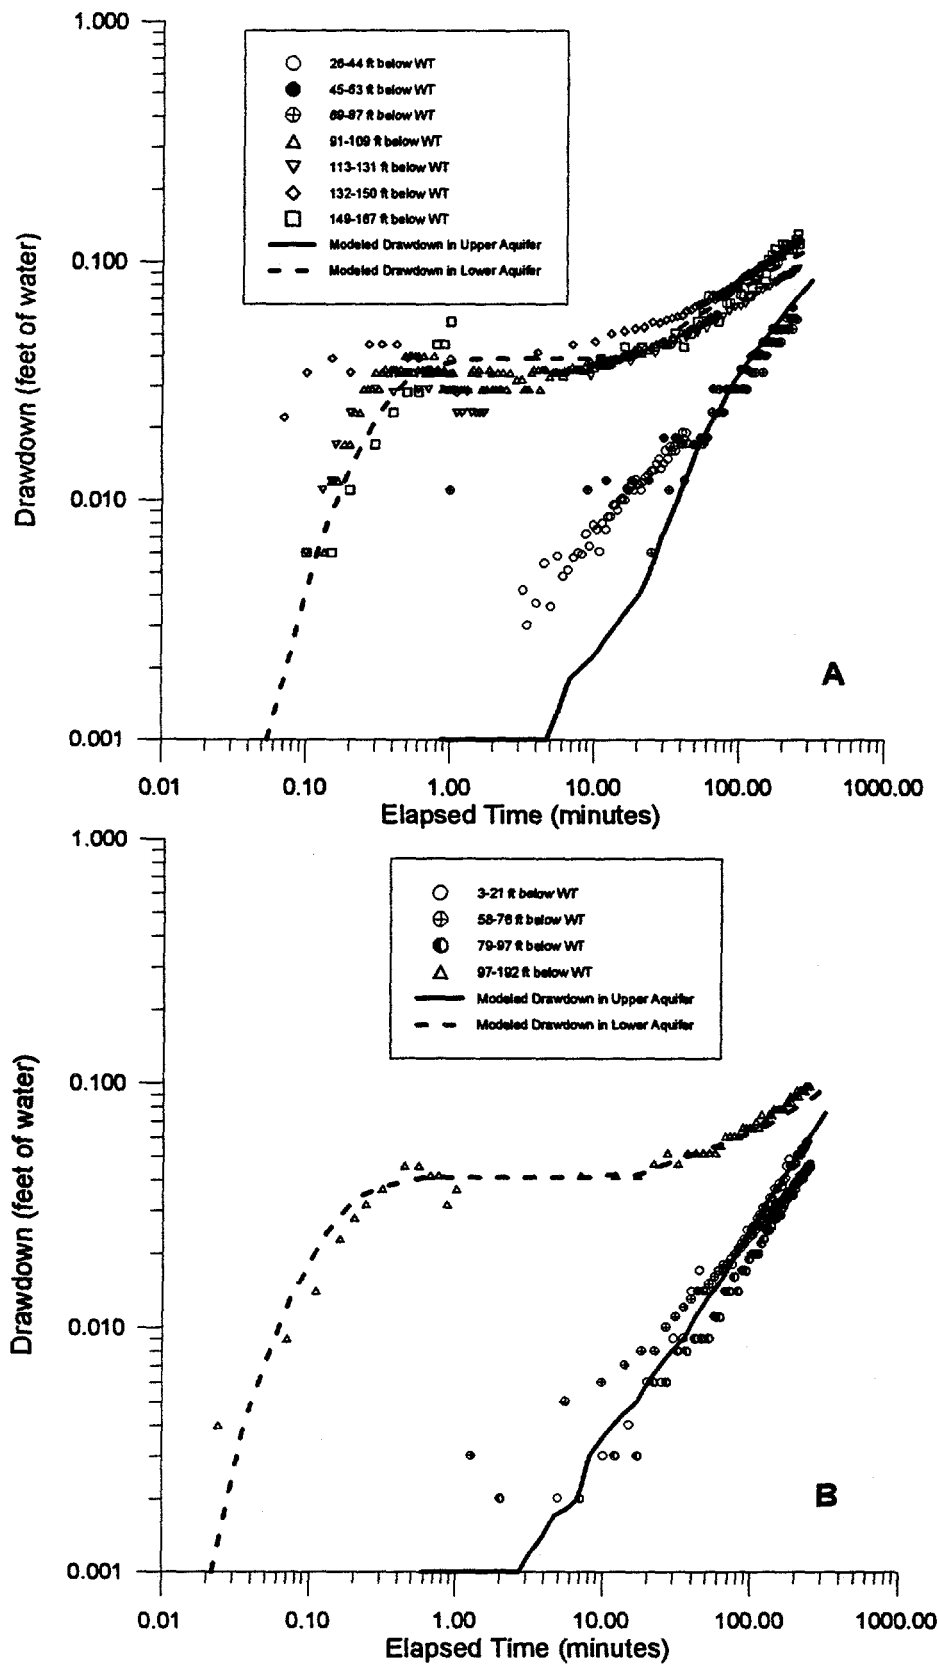 1.000
26-44 ft below WT
45-63 ft below WT
69-87 ft below WT
91-109 ft below WT
113-131 ft below WT
132-150 ft below WT
149-167 ft below WT
Modeled Drawdown in Upper Aquifer
Modeled Drawdown in Lower Aquifer
0.100
Drawdown (feet of water)
0.010
A
0.001
0.01 0.10 1.00 10.00 100.00 1000.00
Elapsed Time (minutes)
1.000
3-21 ft below WT
58-76 ft below WT
79-97 ft below WT
97-192 ft below WT
Modeled Drawdown in Upper Aquifer
Modeled Drawdown in Lower Aquifer
0.100
Drawdown (feet of water)
0.010
B
0.001
0.01 0.10 1.00 10.00 100.00 1000.00
Elapsed Time (minutes)